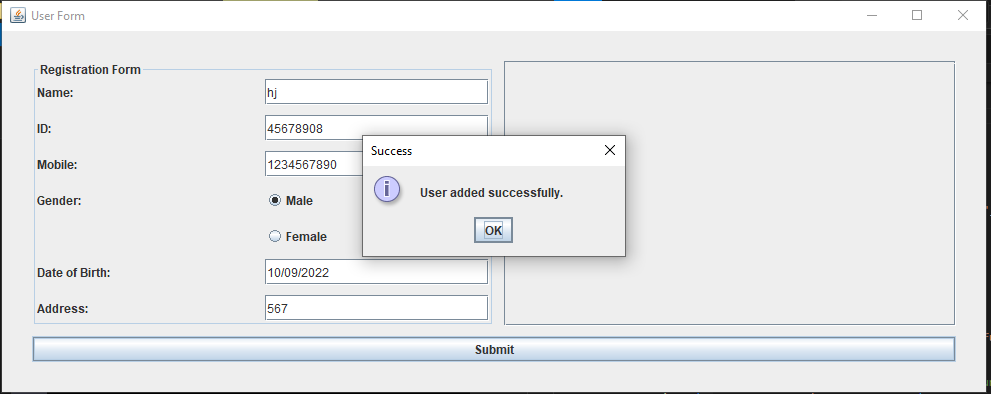 User Form
Registration Form
Name:
hj
ID:
45678908
Mobile:
1234567890
Gender:
Male
Female
Date of Birth:
10/09/2022
Address:
567
Success
User added successfully.
OK
Submit